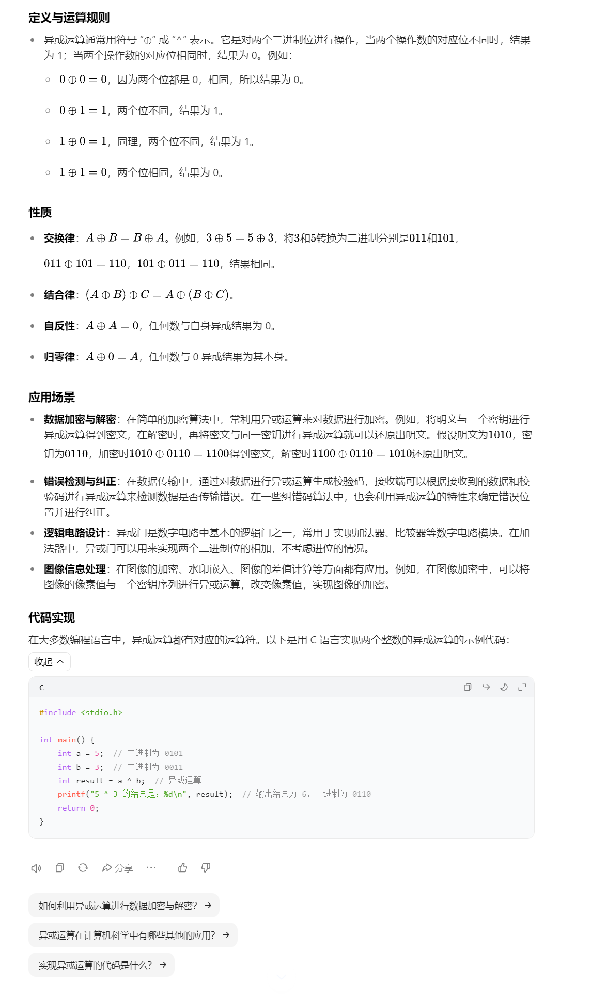 定义与运算规则
异或运算通常用符号 “⊕” 或 “^” 表示。它是对两个二进制位进行操作，当两个操作数的对应位不同时，结果
为 1；当两个操作数的对应位相同时，结果为 0。例如：
0 ⊕ 0 = 0，因为两个位都是 0，相同，所以结果为 0。
0 ⊕ 1 = 1，两个位不同，结果为 1。
1 ⊕ 0 = 1，同理，两个位不同，结果为 1。
1 ⊕ 1 = 0，两个位相同，结果为 0。
性质
交换律：A ⊕ B = B ⊕ A。例如，3 ⊕ 5 = 5 ⊕ 3，将3和5转换为二进制分别是011和101，
011 ⊕ 101 = 110，101 ⊕ 011 = 110，结果相同。
结合律：(A ⊕ B) ⊕ C = A ⊕ (B ⊕ C)。
自反性：A ⊕ A = 0，任何数与自身异或结果为 0。
归零律：A ⊕ 0 = A，任何数与 0 异或结果为其本身。
应用场景
数据加密与解密：在简单的加密算法中，常利用异或运算来对数据进行加密。例如，将明文与一个密钥进行
异或运算得到密文，在解密时，再将密文与同一密钥进行异或运算就可以还原出明文。假设明文为1010，密
钥为0110，加密时1010 ⊕ 0110 = 1100得到密文，解密时1100 ⊕ 0110 = 1010还原出明文。
错误检测与纠正：在数据传输中，通过对数据进行异或运算生成校验码，接收端可以根据接收到的数据和校
验码进行异或运算来检测数据是否传输错误。在一些纠错码算法中，也会利用异或运算的特性来确定错误位
置并进行纠正。
逻辑电路设计：异或门是数字电路中基本的逻辑门之一，常用于实现加法器、比较器等数字电路模块。在加
法器中，异或门可以用来实现两个二进制位的相加，不考虑进位的情况。
图像信息处理：在图像的加密、水印嵌入、图像的差值计算等方面都有应用。例如，在图像加密中，可以将
图像的像素值与一个密钥序列进行异或运算，改变像素值，实现图像的加密。
代码实现
在大多数编程语言中，异或运算都有对应的运算符。以下是用 C 语言实现两个整数的异或运算的示例代码：
收起
C
#include <stdio.h>
int main() {
int a = 5;  // 二进制为 0101
int b = 3;  // 二进制为 0011
int result = a ^ b;  // 异或运算
printf("5 ^ 3 的结果是：%d\n", result);  // 输出结果为 6，二进制为 0110
return 0;
}
分享
如何利用异或运算进行数据加密与解密？ →
异或运算在计算机科学中有哪些其他的应用？ →
实现异或运算的代码是什么？ →